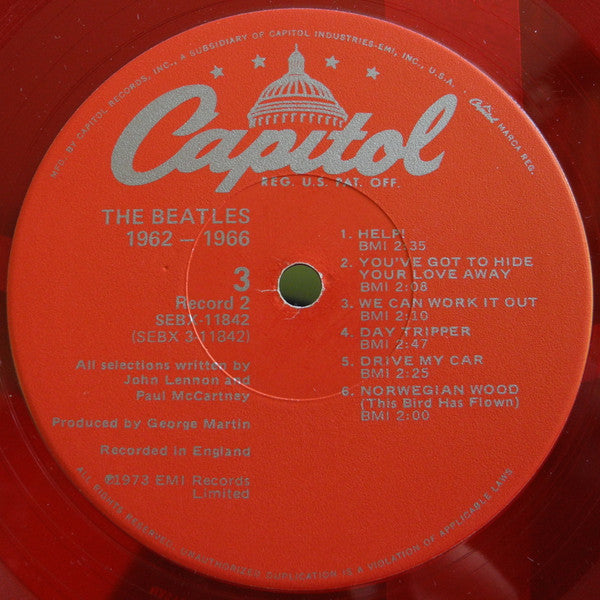 MFD. BY CAPITOL RECORDS, INC., A SUBSIDIARY OF CAPITOL INDUSTRIES-EMI, INC., U.S.A.
Capitol MARCA REG.
Capitol
REG. U.S. PAT. OFF.
THE BEATLES
1962 – 1966
3
Record 2
SEBX-11842
(SEBX 3-11842)
All selections written by
John Lennon and
Paul McCartney
Produced by George Martin
Recorded in England
℗1973 EMI Records
Limited
1. HELP!
BMI 2:35
2. YOU'VE GOT TO HIDE
YOUR LOVE AWAY
BMI 2:08
3. WE CAN WORK IT OUT
BMI 2:10
4. DAY TRIPPER
BMI 2:47
5. DRIVE MY CAR
BMI 2:25
6. NORWEGIAN WOOD
(This Bird Has Flown)
BMI 2:00
ALL RIGHTS RESERVED. UNAUTHORIZED DUPLICATION IS A VIOLATION OF APPLICABLE LAWS.